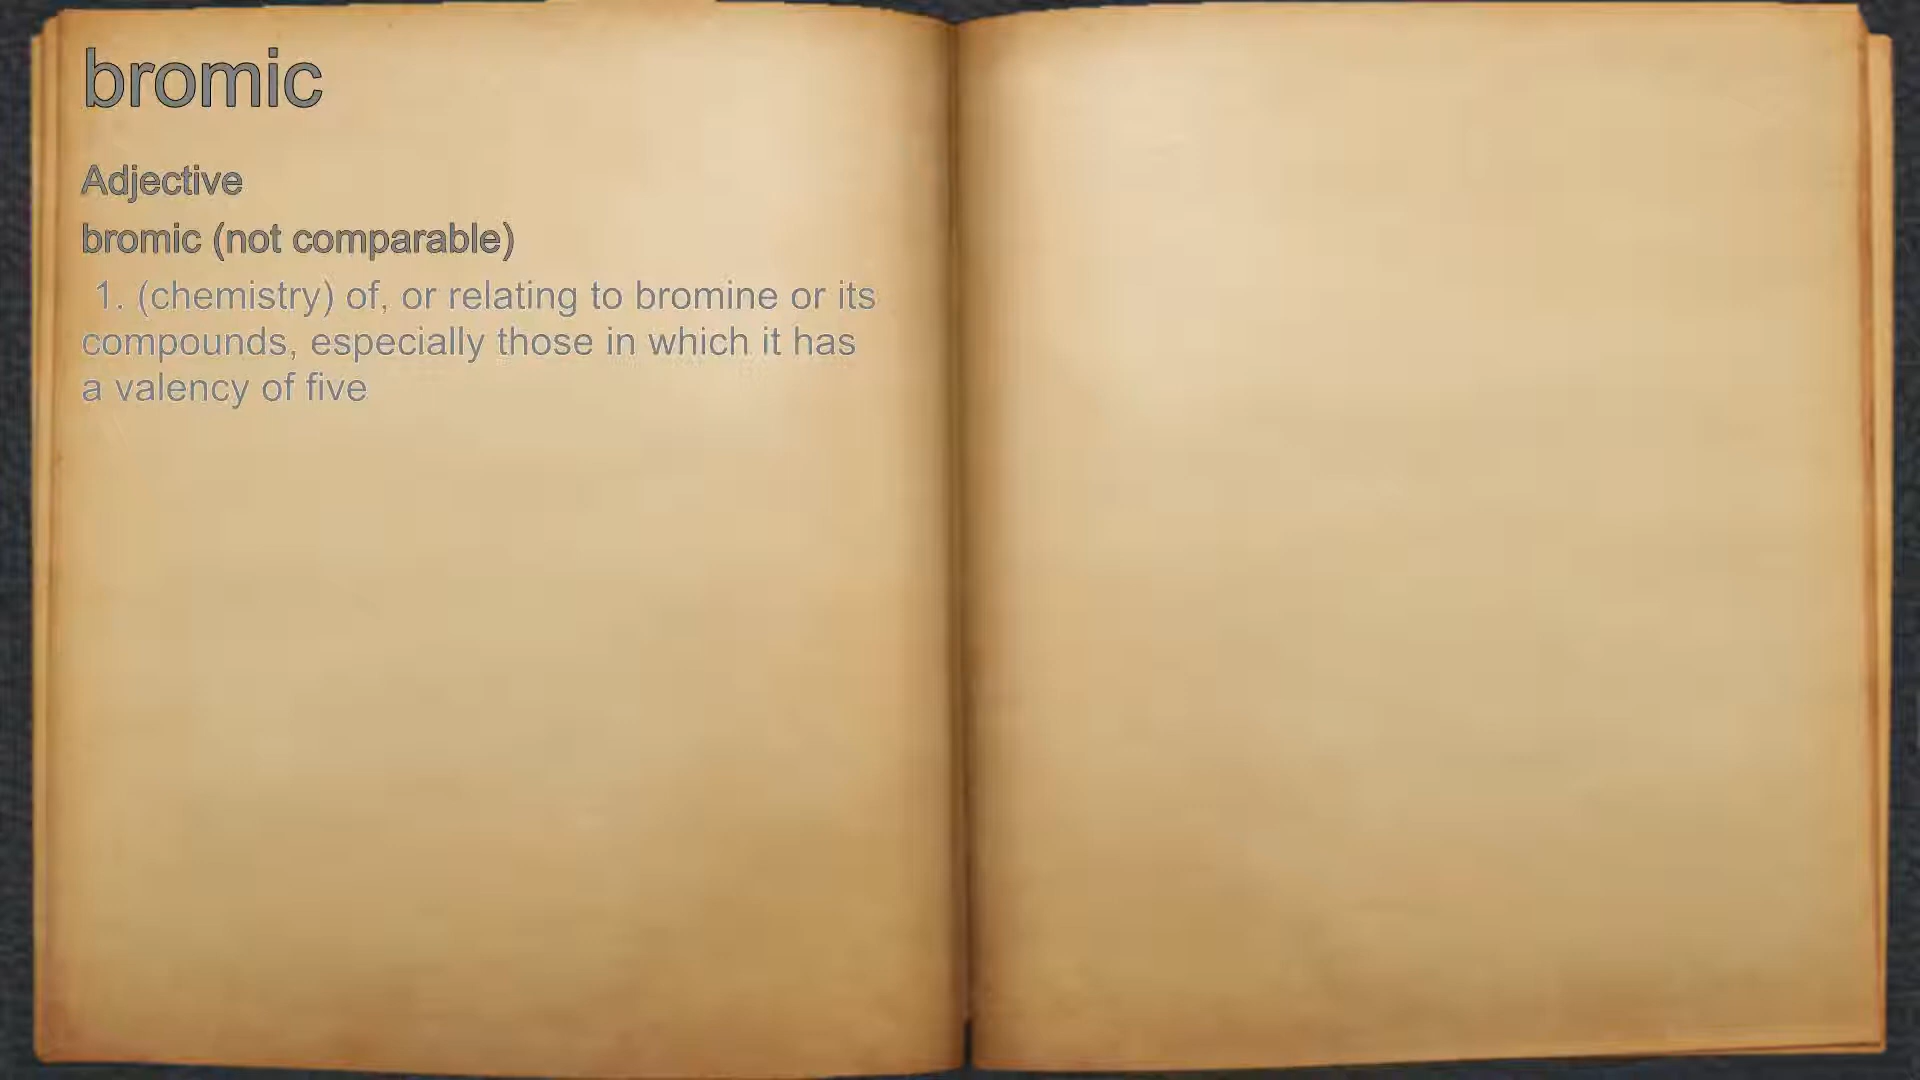 bromic
Adjective
bromic (not comparable)
1. (chemistry) of, or relating to bromine or its
compounds, especially those in which it has
a valency of five